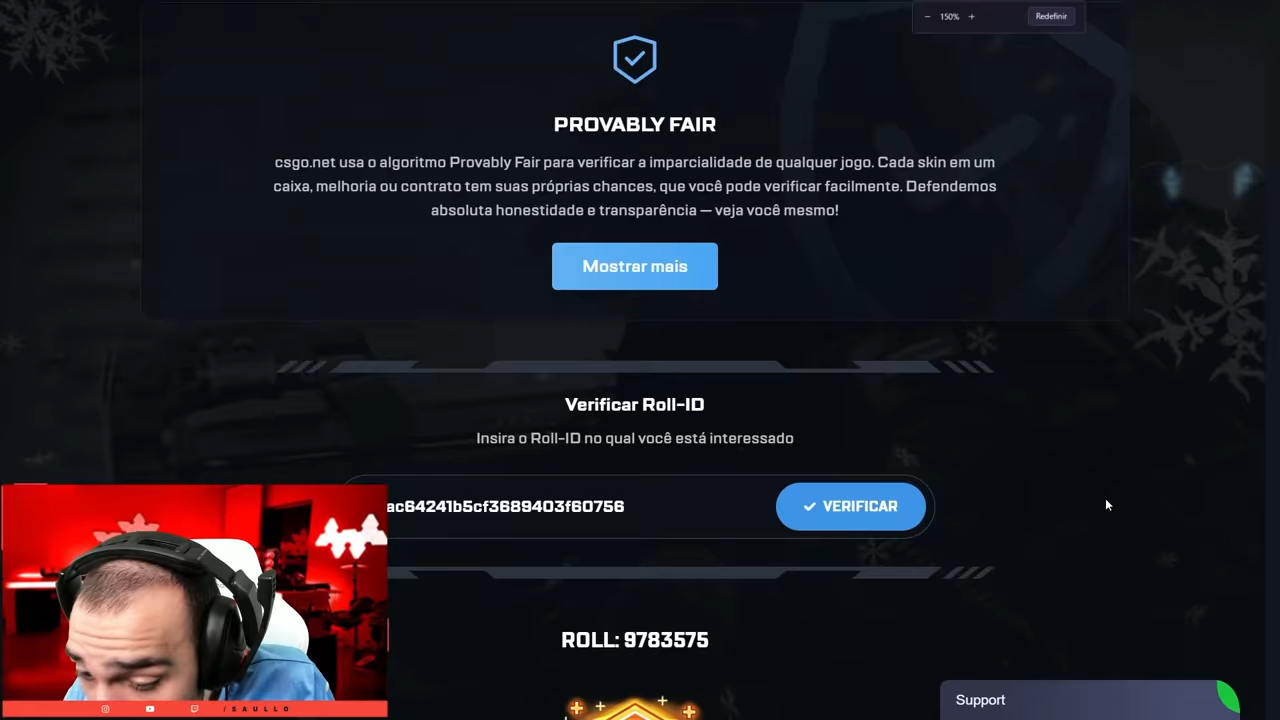 150%
Redefinir
PROVABLY FAIR
csgo.net usa o algoritmo Provably Fair para verificar a imparcialidade de qualquer jogo. Cada skin em um
caixa, melhoria ou contrato tem suas próprias chances, que você pode verificar facilmente. Defendemos
absoluta honestidade e transparência — veja você mesmo!
Mostrar mais
Verificar Roll-ID
Insira o Roll-ID no qual você está interessado
ac64241b5cf3689403f60756
VERIFICAR
ROLL: 9783575
Support
/SAULLO